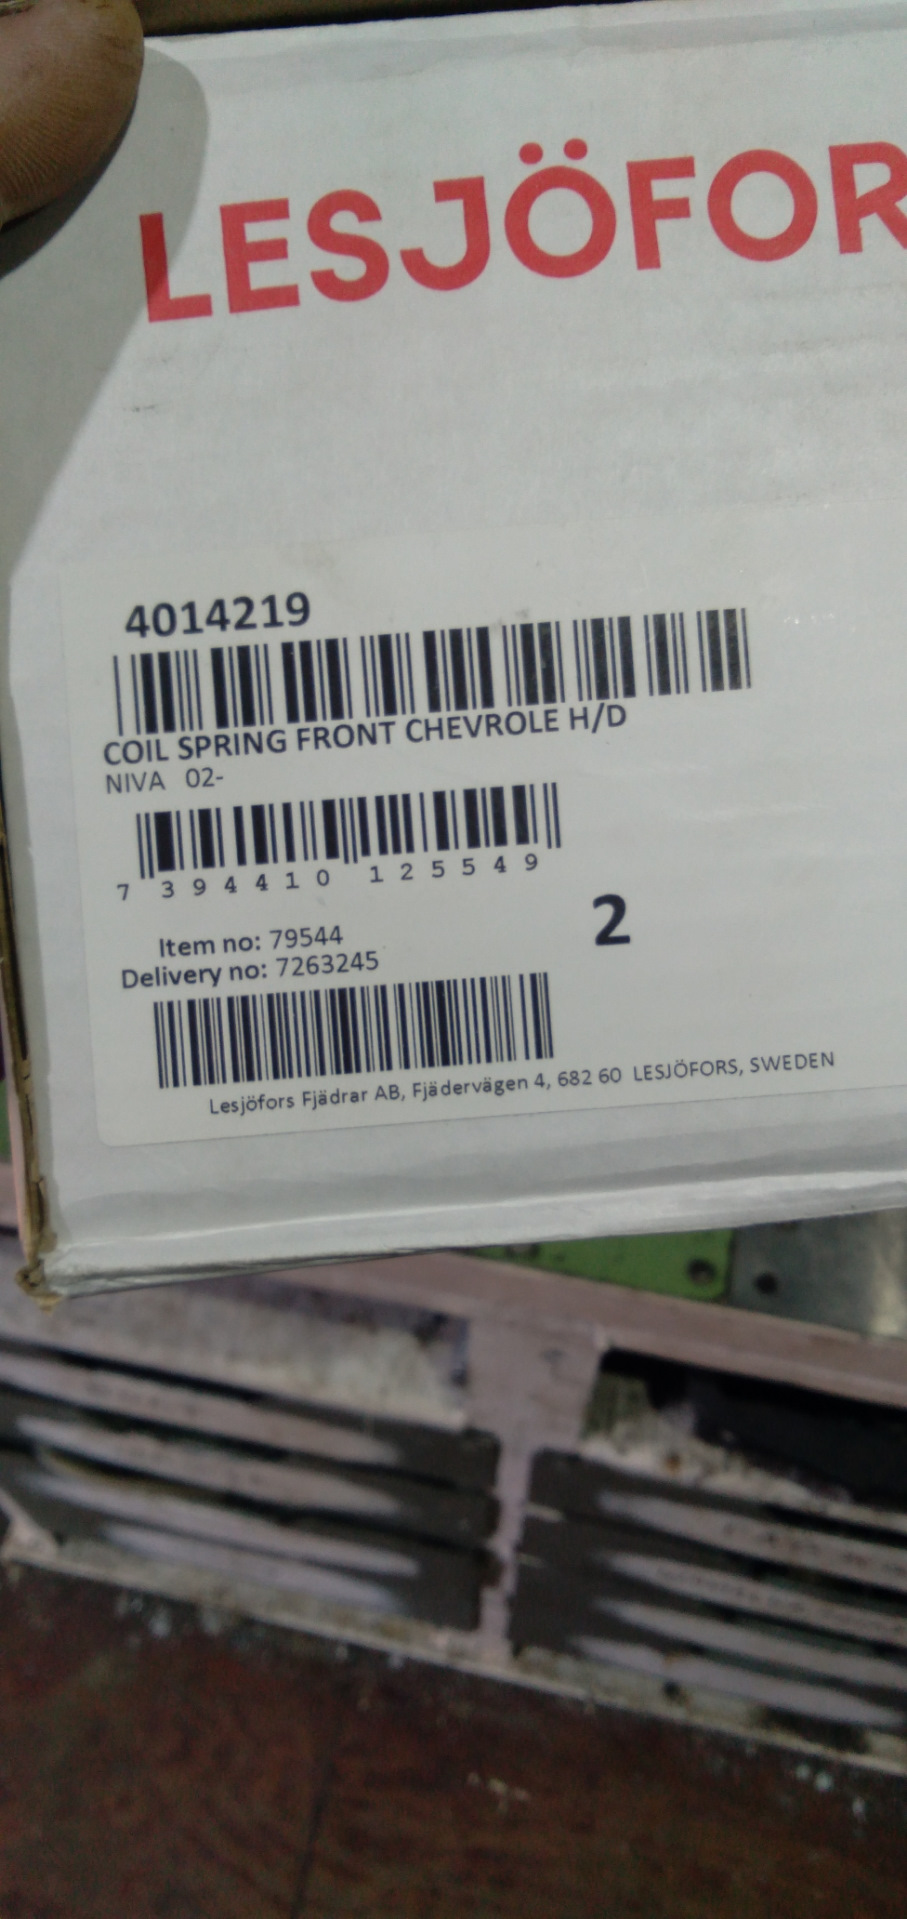 LESJÖFOR
4014219
COIL SPRING FRONT CHEVROLE H/D
NIVA 02-
7 394410 125549
2
Item no: 79544
Delivery no: 7263245
Lesjöfors Fjädrar AB, Fjädervägen 4, 682 60 LESJÖFORS, SWEDEN